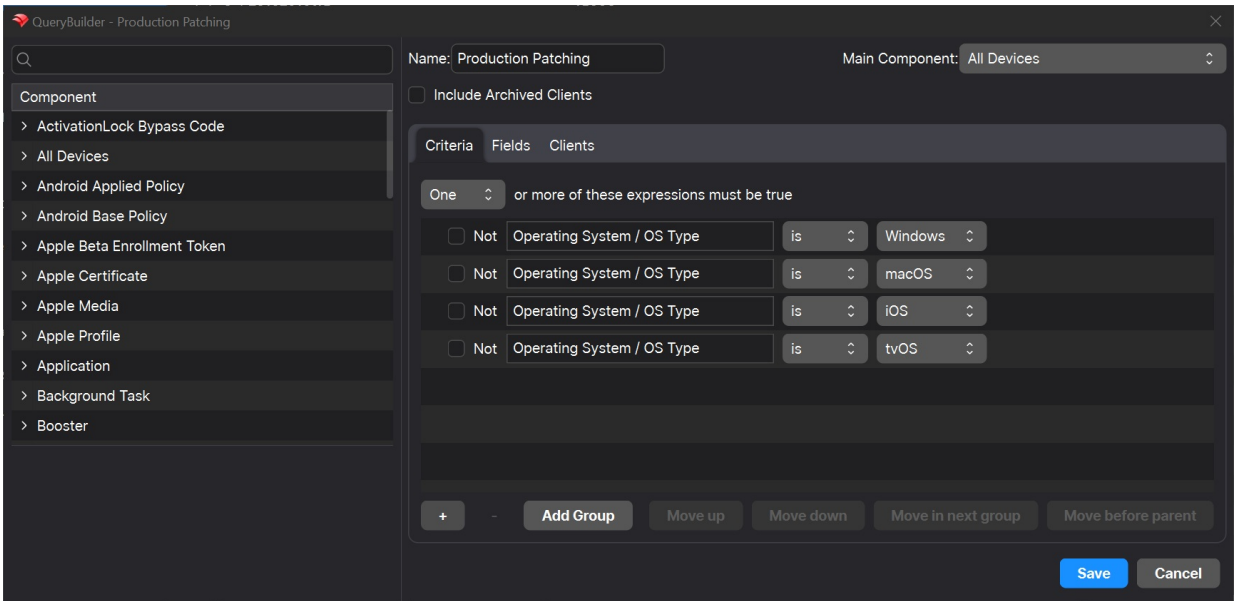 QueryBuilder - Production Patching
Name: Production Patching
Main Component: All Devices
Include Archived Clients
Component
> ActivationLock Bypass Code
> All Devices
> Android Applied Policy
> Android Base Policy
> Apple Beta Enrollment Token
> Apple Certificate
> Apple Media
> Apple Profile
> Application
> Background Task
> Booster
Criteria Fields Clients
One or more of these expressions must be true
Not Operating System / OS Type is Windows
Not Operating System / OS Type is macOS
Not Operating System / OS Type is iOS
Not Operating System / OS Type is tvOS
+ - Add Group Move up Move down Move in next group Move before parent
Save Cancel